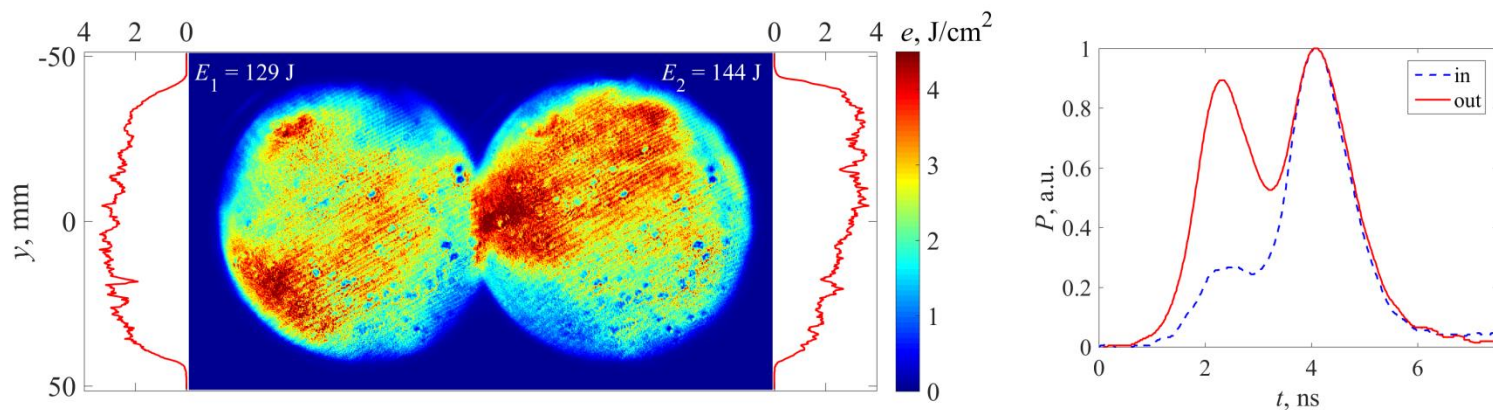 4 2 0
0 2 4
e, J/cm²
-50
0
50
y, mm
E₁ = 129 J
E₂ = 144 J
4
3
2
1
0
1
0.8
0.6
0.4
0.2
0
P, a.u.
in
out
0 2 4 6
t, ns